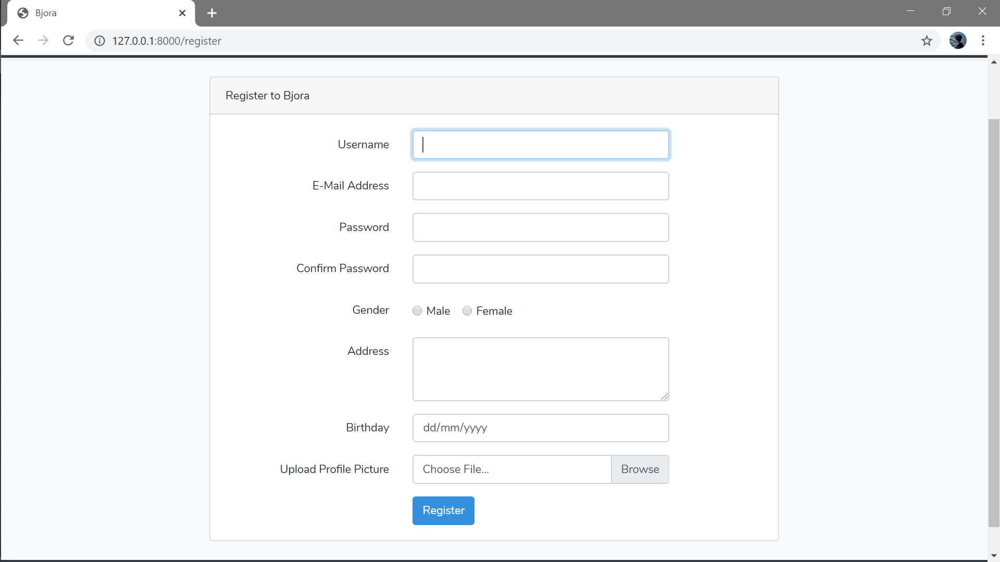 Bjora
127.0.0.1:8000/register
Register to Bjora
Username
E-Mail Address
Password
Confirm Password
Gender Male Female
Address
Birthday dd/mm/yyyy
Upload Profile Picture Choose File... Browse
Register